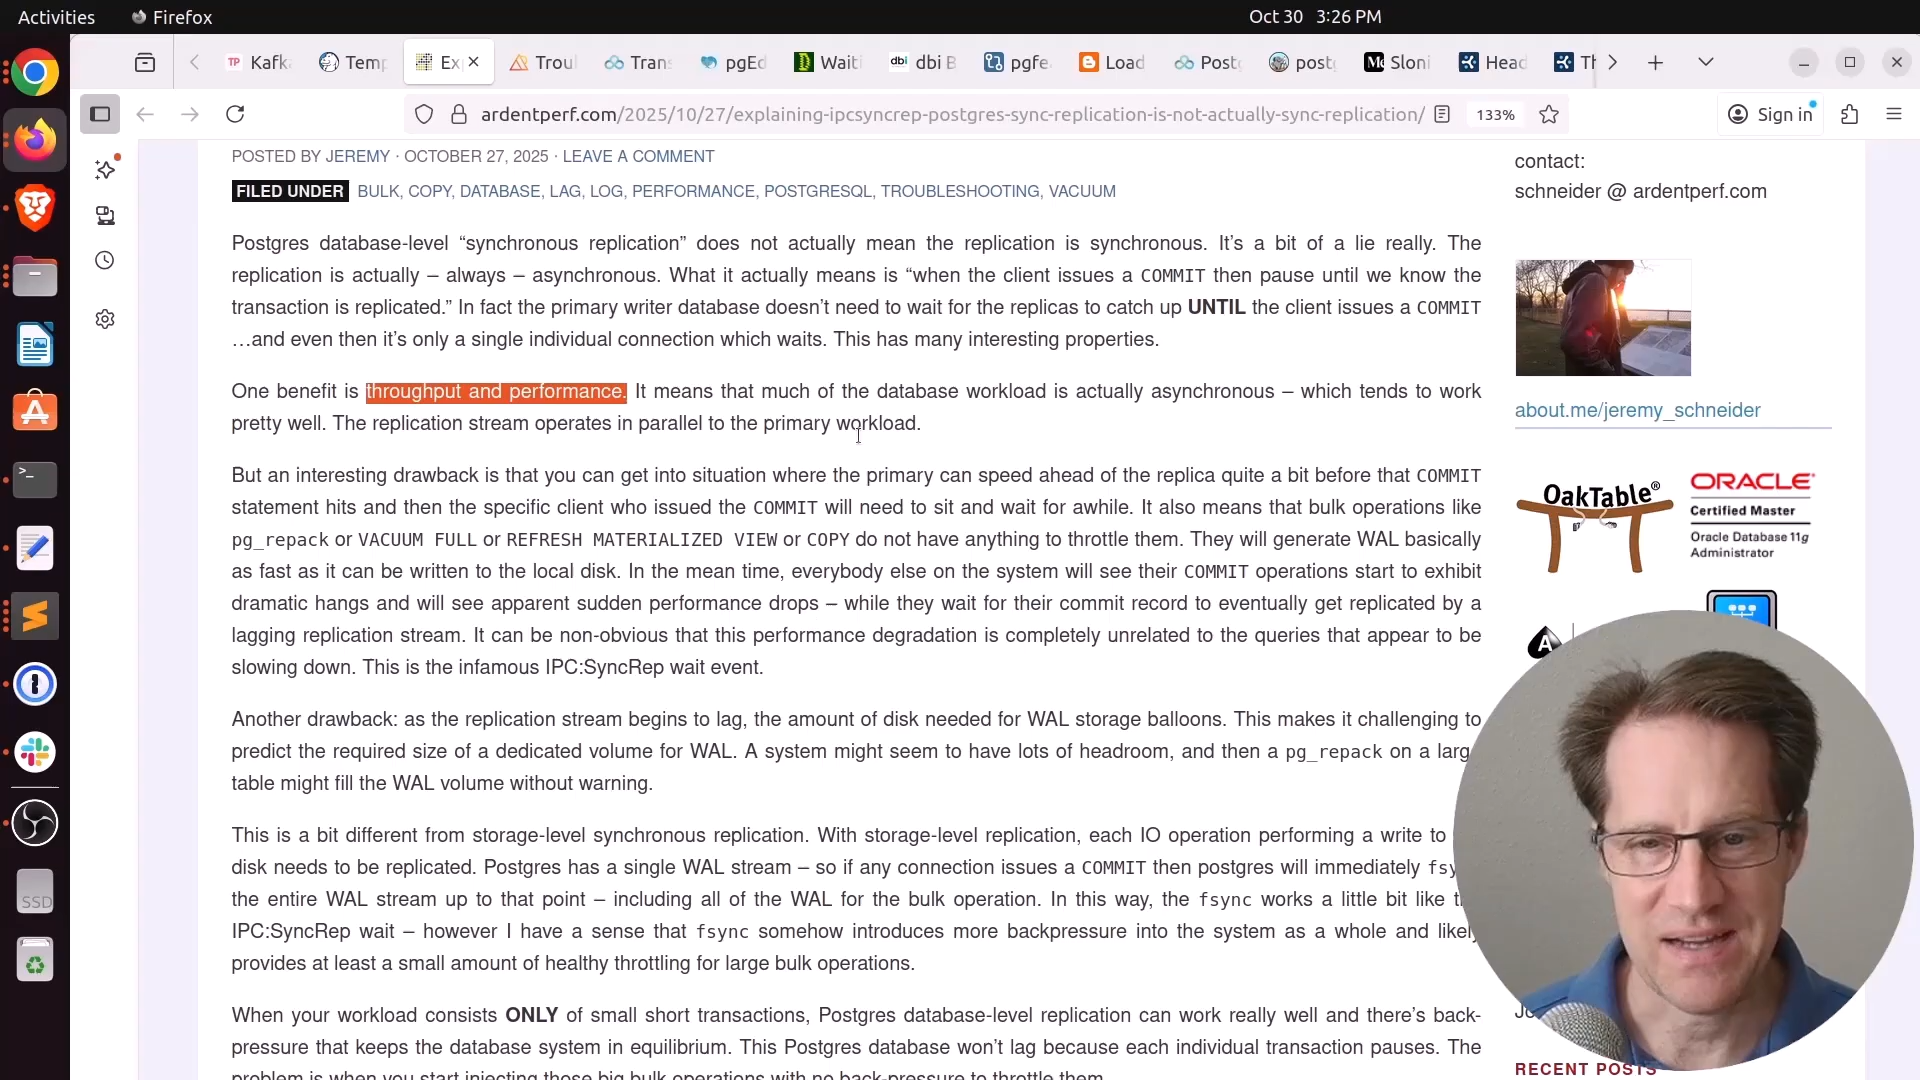 Activities
Firefox
Oct 30 3:26 PM
TP Kafk
Temp
Ex
Trou
Trans
pgEd
Waiti
dbi dbi B
pgfe
Load
Postg
postg
Me Sloni
Head
Th
ardentperf.com/2025/10/27/explaining-ipcsyncrep-postgres-sync-replication-is-not-actually-sync-replication/
133%
Sign in
POSTED BY JEREMY · OCTOBER 27, 2025 · LEAVE A COMMENT
FILED UNDER BULK, COPY, DATABASE, LAG, LOG, PERFORMANCE, POSTGRESQL, TROUBLESHOOTING, VACUUM
Postgres database-level “synchronous replication” does not actually mean the replication is synchronous. It’s a bit of a lie really. The
replication is actually – always – asynchronous. What it actually means is “when the client issues a COMMIT then pause until we know the
transaction is replicated.” In fact the primary writer database doesn’t need to wait for the replicas to catch up UNTIL the client issues a COMMIT
…and even then it’s only a single individual connection which waits. This has many interesting properties.
One benefit is throughput and performance. It means that much of the database workload is actually asynchronous – which tends to work
pretty well. The replication stream operates in parallel to the primary workload.
But an interesting drawback is that you can get into situation where the primary can speed ahead of the replica quite a bit before that COMMIT
statement hits and then the specific client who issued the COMMIT will need to sit and wait for awhile. It also means that bulk operations like
pg_repack or VACUUM FULL or REFRESH MATERIALIZED VIEW or COPY do not have anything to throttle them. They will generate WAL basically
as fast as it can be written to the local disk. In the mean time, everybody else on the system will see their COMMIT operations start to exhibit
dramatic hangs and will see apparent sudden performance drops – while they wait for their commit record to eventually get replicated by a
lagging replication stream. It can be non-obvious that this performance degradation is completely unrelated to the queries that appear to be
slowing down. This is the infamous IPC:SyncRep wait event.
Another drawback: as the replication stream begins to lag, the amount of disk needed for WAL storage balloons. This makes it challenging to
predict the required size of a dedicated volume for WAL. A system might seem to have lots of headroom, and then a pg_repack on a larg
table might fill the WAL volume without warning.
This is a bit different from storage-level synchronous replication. With storage-level replication, each IO operation performing a write to
disk needs to be replicated. Postgres has a single WAL stream – so if any connection issues a COMMIT then postgres will immediately fsy
the entire WAL stream up to that point – including all of the WAL for the bulk operation. In this way, the fsync works a little bit like t
IPC:SyncRep wait – however I have a sense that fsync somehow introduces more backpressure into the system as a whole and likely
provides at least a small amount of healthy throttling for large bulk operations.
When your workload consists ONLY of small short transactions, Postgres database-level replication can work really well and there’s back-
pressure that keeps the database system in equilibrium. This Postgres database won’t lag because each individual transaction pauses. The
problem is when you start injecting those big bulk operations with no back-pressure to throttle them.
contact:
schneider @ ardentperf.com
about.me/jeremy_schneider
OakTable®
ORACLE
Certified Master
Oracle Database 11g
Administrator
A
Jo
RECENT POSTS
SSD